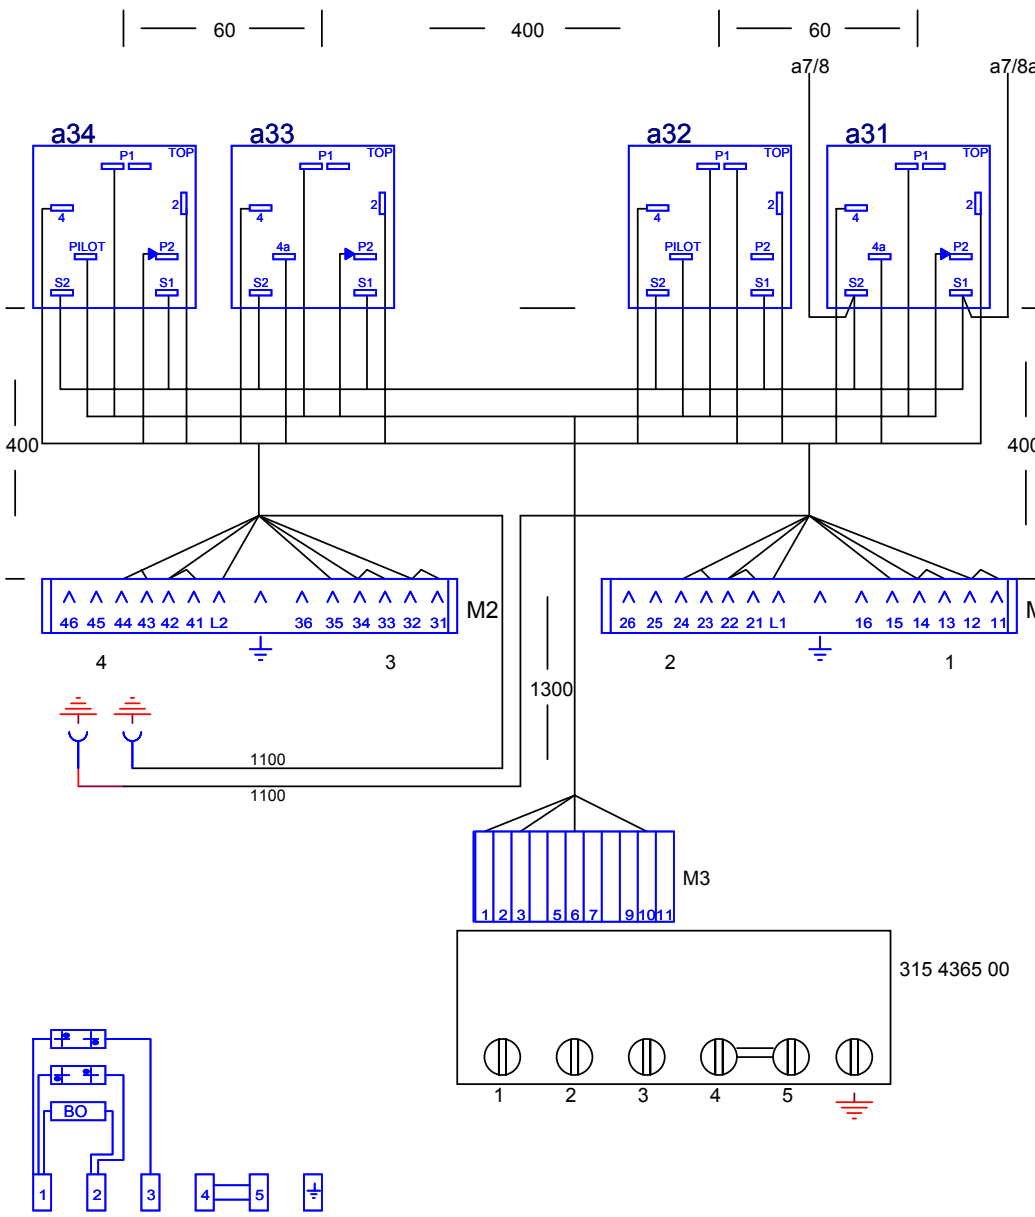 60 400 60
a7/8 a7/8a
a34 a33 a32 a31
P1 TOP P1 TOP P1 TOP P1 TOP
4 2 4 2 4 2 4 2
PILOT P2 4a P2 PILOT P2 4a P2
S2 S1 S2 S1 S2 S1 S2 S1
400 400
46 45 44 43 42 41 L2 36 35 34 33 32 31 M2
26 25 24 23 22 21 L1 16 15 14 13 12 11 M
4 3 2 1
1300
1100
1100
M3
1 2 3 5 6 7 9 10 11
315 4365 00
1 2 3 4 5
BO
1 2 3 4 5